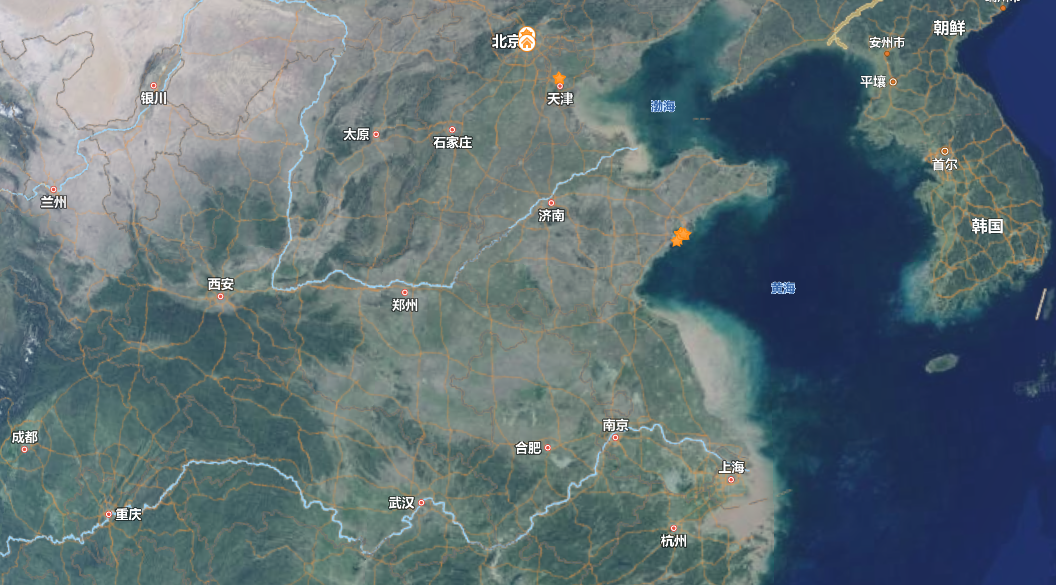 朝鲜
北京
安州市
平壤
天津
银川
渤海
太原
石家庄
首尔
兰州
济南
韩国
西安
黄海
郑州
南京
成都
合肥
上海
武汉
重庆
杭州